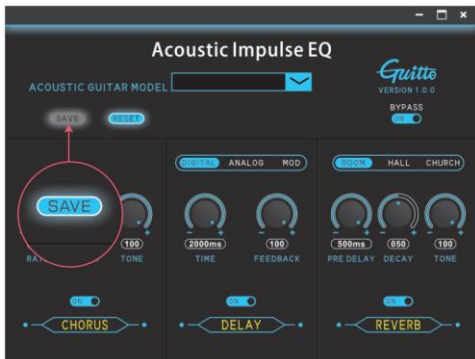 Acoustic Impulse EQ
Guitto
VERSION 1.0.0
ACOUSTIC GUITAR MODEL
BYPASS
ON
SAVE
RESET
SAVE
DIGITAL ANALOG MOD
ROOM HALL CHURCH
100
2000ms
100
500ms
050
100
TONE
TIME
FEEDBACK
PRE DELAY
DECAY
TONE
ON
ON
ON
CHORUS
DELAY
REVERB